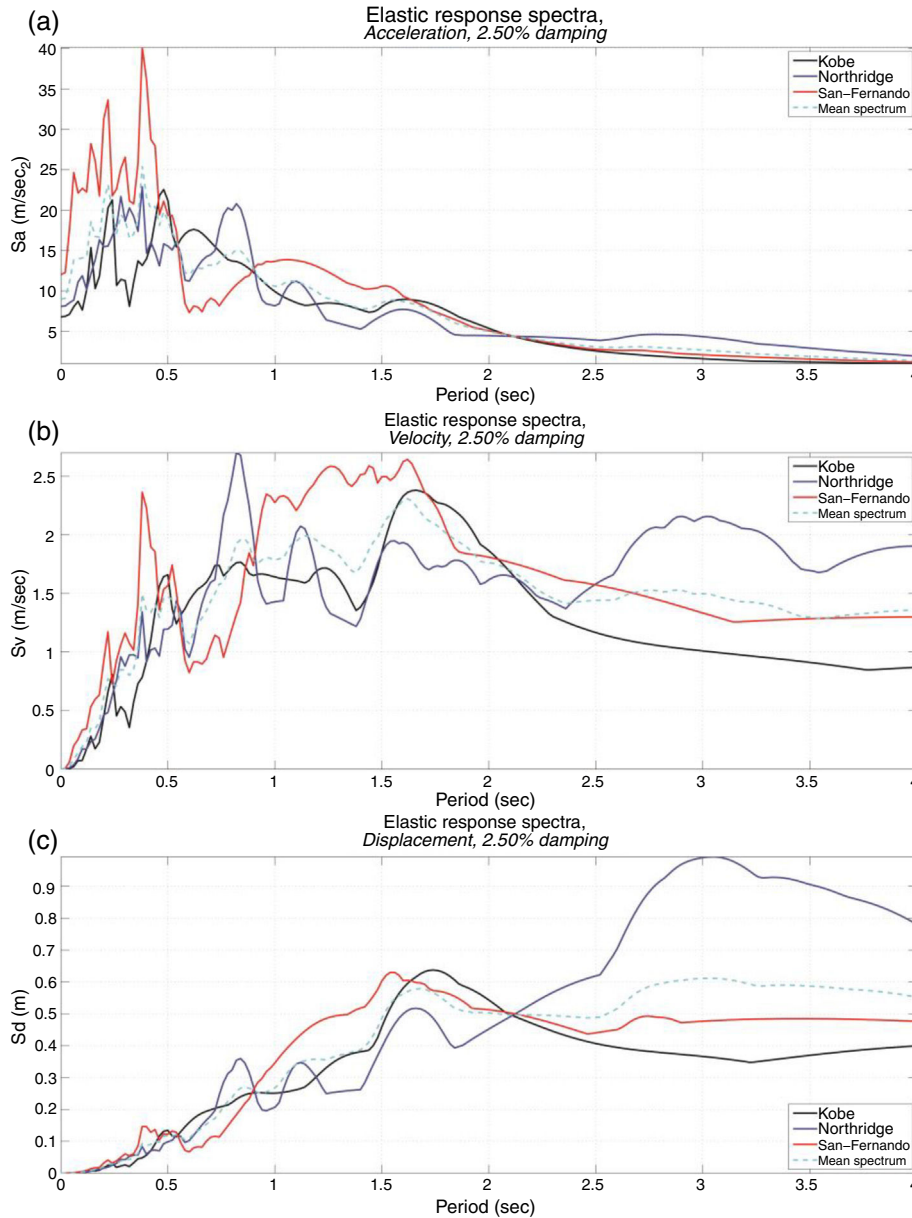 (a)
Elastic response spectra,
Acceleration, 2.50% damping
40
35
30
25
20
15
10
5
Sa (m/sec2)
Kobe
Northridge
San-Fernando
Mean spectrum
0 0.5 1 1.5 2 2.5 3 3.5 4
Period (sec)
(b)
Elastic response spectra,
Velocity, 2.50% damping
2.5
2
1.5
1
0.5
0
Sv (m/sec)
Kobe
Northridge
San-Fernando
Mean spectrum
0 0.5 1 1.5 2 2.5 3 3.5 4
Period (sec)
(c)
Elastic response spectra,
Displacement, 2.50% damping
0.9
0.8
0.7
0.6
0.5
0.4
0.3
0.2
0.1
0
Sd (m)
Kobe
Northridge
San-Fernando
Mean spectrum
0 0.5 1 1.5 2 2.5 3 3.5 4
Period (sec)